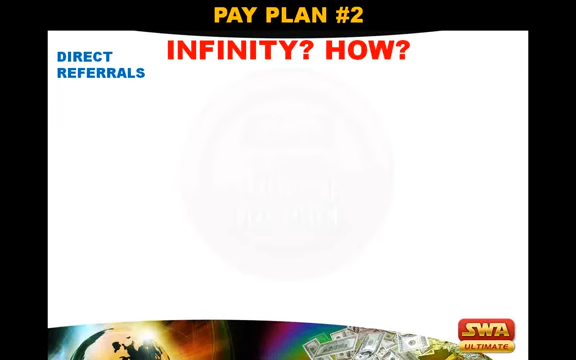 PAY PLAN #2
INFINITY? HOW?
DIRECT
REFERRALS
SWA
ULTIMATE